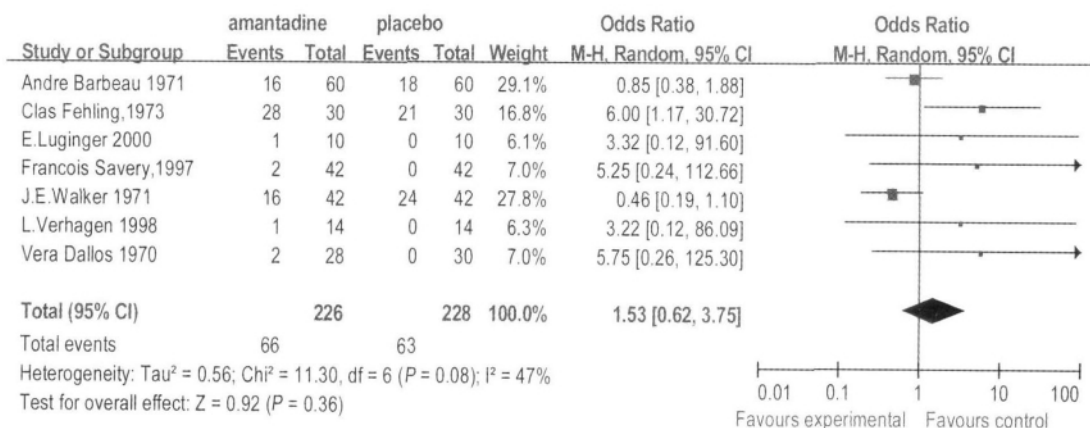 amantadine placebo Odds Ratio Odds Ratio
Study or Subgroup Events Total Events Total Weight M-H, Random, 95% CI M-H, Random, 95% CI
Andre Barbeau 1971 16 60 18 60 29.1% 0.85 [0.38, 1.88]
Clas Fehling,1973 28 30 21 30 16.8% 6.00 [1.17, 30.72]
E.Luginger 2000 1 10 0 10 6.1% 3.32 [0.12, 91.60]
Francois Savery,1997 2 42 0 42 7.0% 5.25 [0.24, 112.66]
J.E.Walker 1971 16 42 24 42 27.8% 0.46 [0.19, 1.10]
L.Verhagen 1998 1 14 0 14 6.3% 3.22 [0.12, 86.09]
Vera Dallos 1970 2 28 0 30 7.0% 5.75 [0.26, 125.30]
Total (95% CI) 226 228 100.0% 1.53 [0.62, 3.75]
Total events 66 63
Heterogeneity: Tau² = 0.56; Chi² = 11.30, df = 6 (P = 0.08); I² = 47%
Test for overall effect: Z = 0.92 (P = 0.36)
0.01 0.1 1 10 100
Favours experimental Favours control